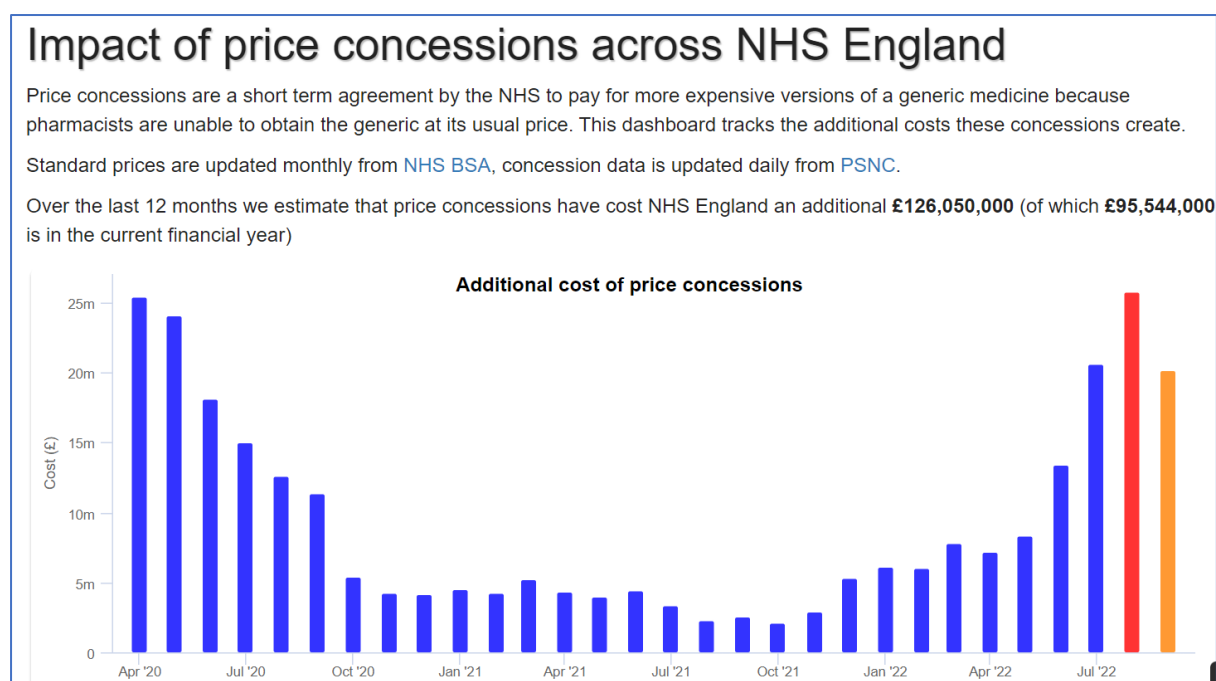 Impact of price concessions across NHS England
Price concessions are a short term agreement by the NHS to pay for more expensive versions of a generic medicine because
pharmacists are unable to obtain the generic at its usual price. This dashboard tracks the additional costs these concessions create.
Standard prices are updated monthly from NHS BSA, concession data is updated daily from PSNC.
Over the last 12 months we estimate that price concessions have cost NHS England an additional £126,050,000 (of which £95,544,000
is in the current financial year)
Additional cost of price concessions
Cost (£)
25m
20m
15m
10m
5m
0
Apr '20 Jul '20 Oct '20 Jan '21 Apr '21 Jul '21 Oct '21 Jan '22 Apr '22 Jul '22